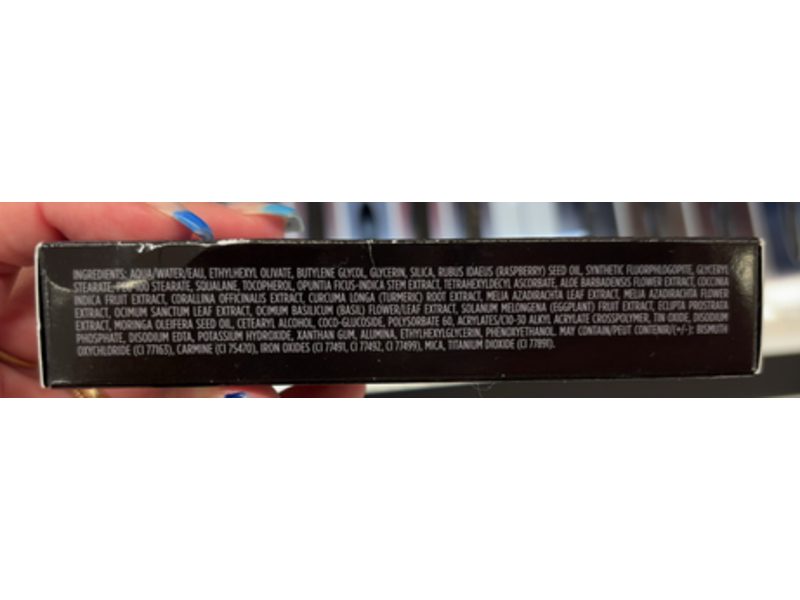 INGREDIENTS: AQUA/WATER/EAU, ETHYLHEXYL OLIVATE, BUTYLENE GLYCOL, GLYCERIN, SILICA, RUBUS IDAEUS (RASPBERRY) SEED OIL, SYNTHETIC FLUORPHLOGOPITE, GLYCERYL
STEARATE, PEG-100 STEARATE, SQUALANE, TOCOPHEROL, OPUNTIA FICUS-INDICA STEM EXTRACT, TETRAHEXYLDECYL ASCORBATE, ALOE BARBADENSIS FLOWER EXTRACT, COCCINIA
INDICA FRUIT EXTRACT, CORALLINA OFFICINALIS EXTRACT, CURCUMA LONGA (TURMERIC) ROOT EXTRACT, MELIA AZADIRACHTA LEAF EXTRACT, MELIA AZADIRACHTA FLOWER
EXTRACT, OCIMUM SANCTUM LEAF EXTRACT, OCIMUM BASILICUM (BASIL) FLOWER/LEAF EXTRACT, SOLANUM MELONGENA (EGGPLANT) FRUIT EXTRACT, ECLIPTA PROSTRATA
EXTRACT, MORINGA OLEIFERA SEED OIL, CETEARYL ALCOHOL, COCO-GLUCOSIDE, POLYSORBATE 60, ACRYLATES/C10-30 ALKYL ACRYLATE CROSSPOLYMER, TIN OXIDE, DISODIUM
PHOSPHATE, DISODIUM EDTA, POTASSIUM HYDROXIDE, XANTHAN GUM, ALUMINA, ETHYLHEXYLGLYCERIN, PHENOXYETHANOL. MAY CONTAIN/PEUT CONTENIR/(+/-): BISMUTH
OXYCHLORIDE (CI 77163), CARMINE (CI 75470), IRON OXIDES (CI 77491, CI 77492, CI 77499), MICA, TITANIUM DIOXIDE (CI 77891).